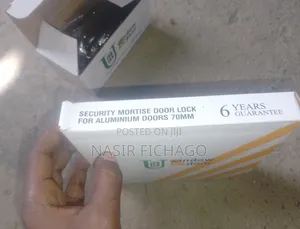 SECURITY MORTISE DOOR LOCK
FOR ALUMINIUM DOORS 70MM
6 YEARS
GUARANTEE
POSTED ON JIJI
NASIR FICHAGO